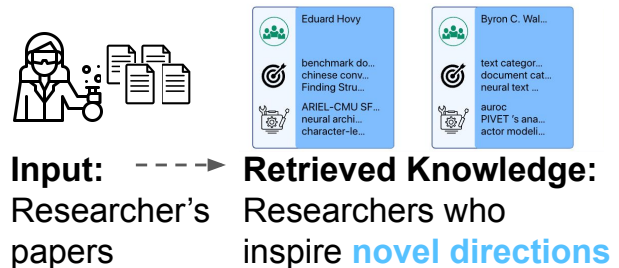 Eduard Hovy
benchmark do...
chinese conv...
Finding Stru...
ARIEL-CMU SF...
neural archi...
character-le...
Byron C. Wal...
text categor...
document cat...
neural text ...
auroc
PIVET 's ana...
actor modeli...
Input:
Researcher's
papers
Retrieved Knowledge:
Researchers who
inspire novel directions